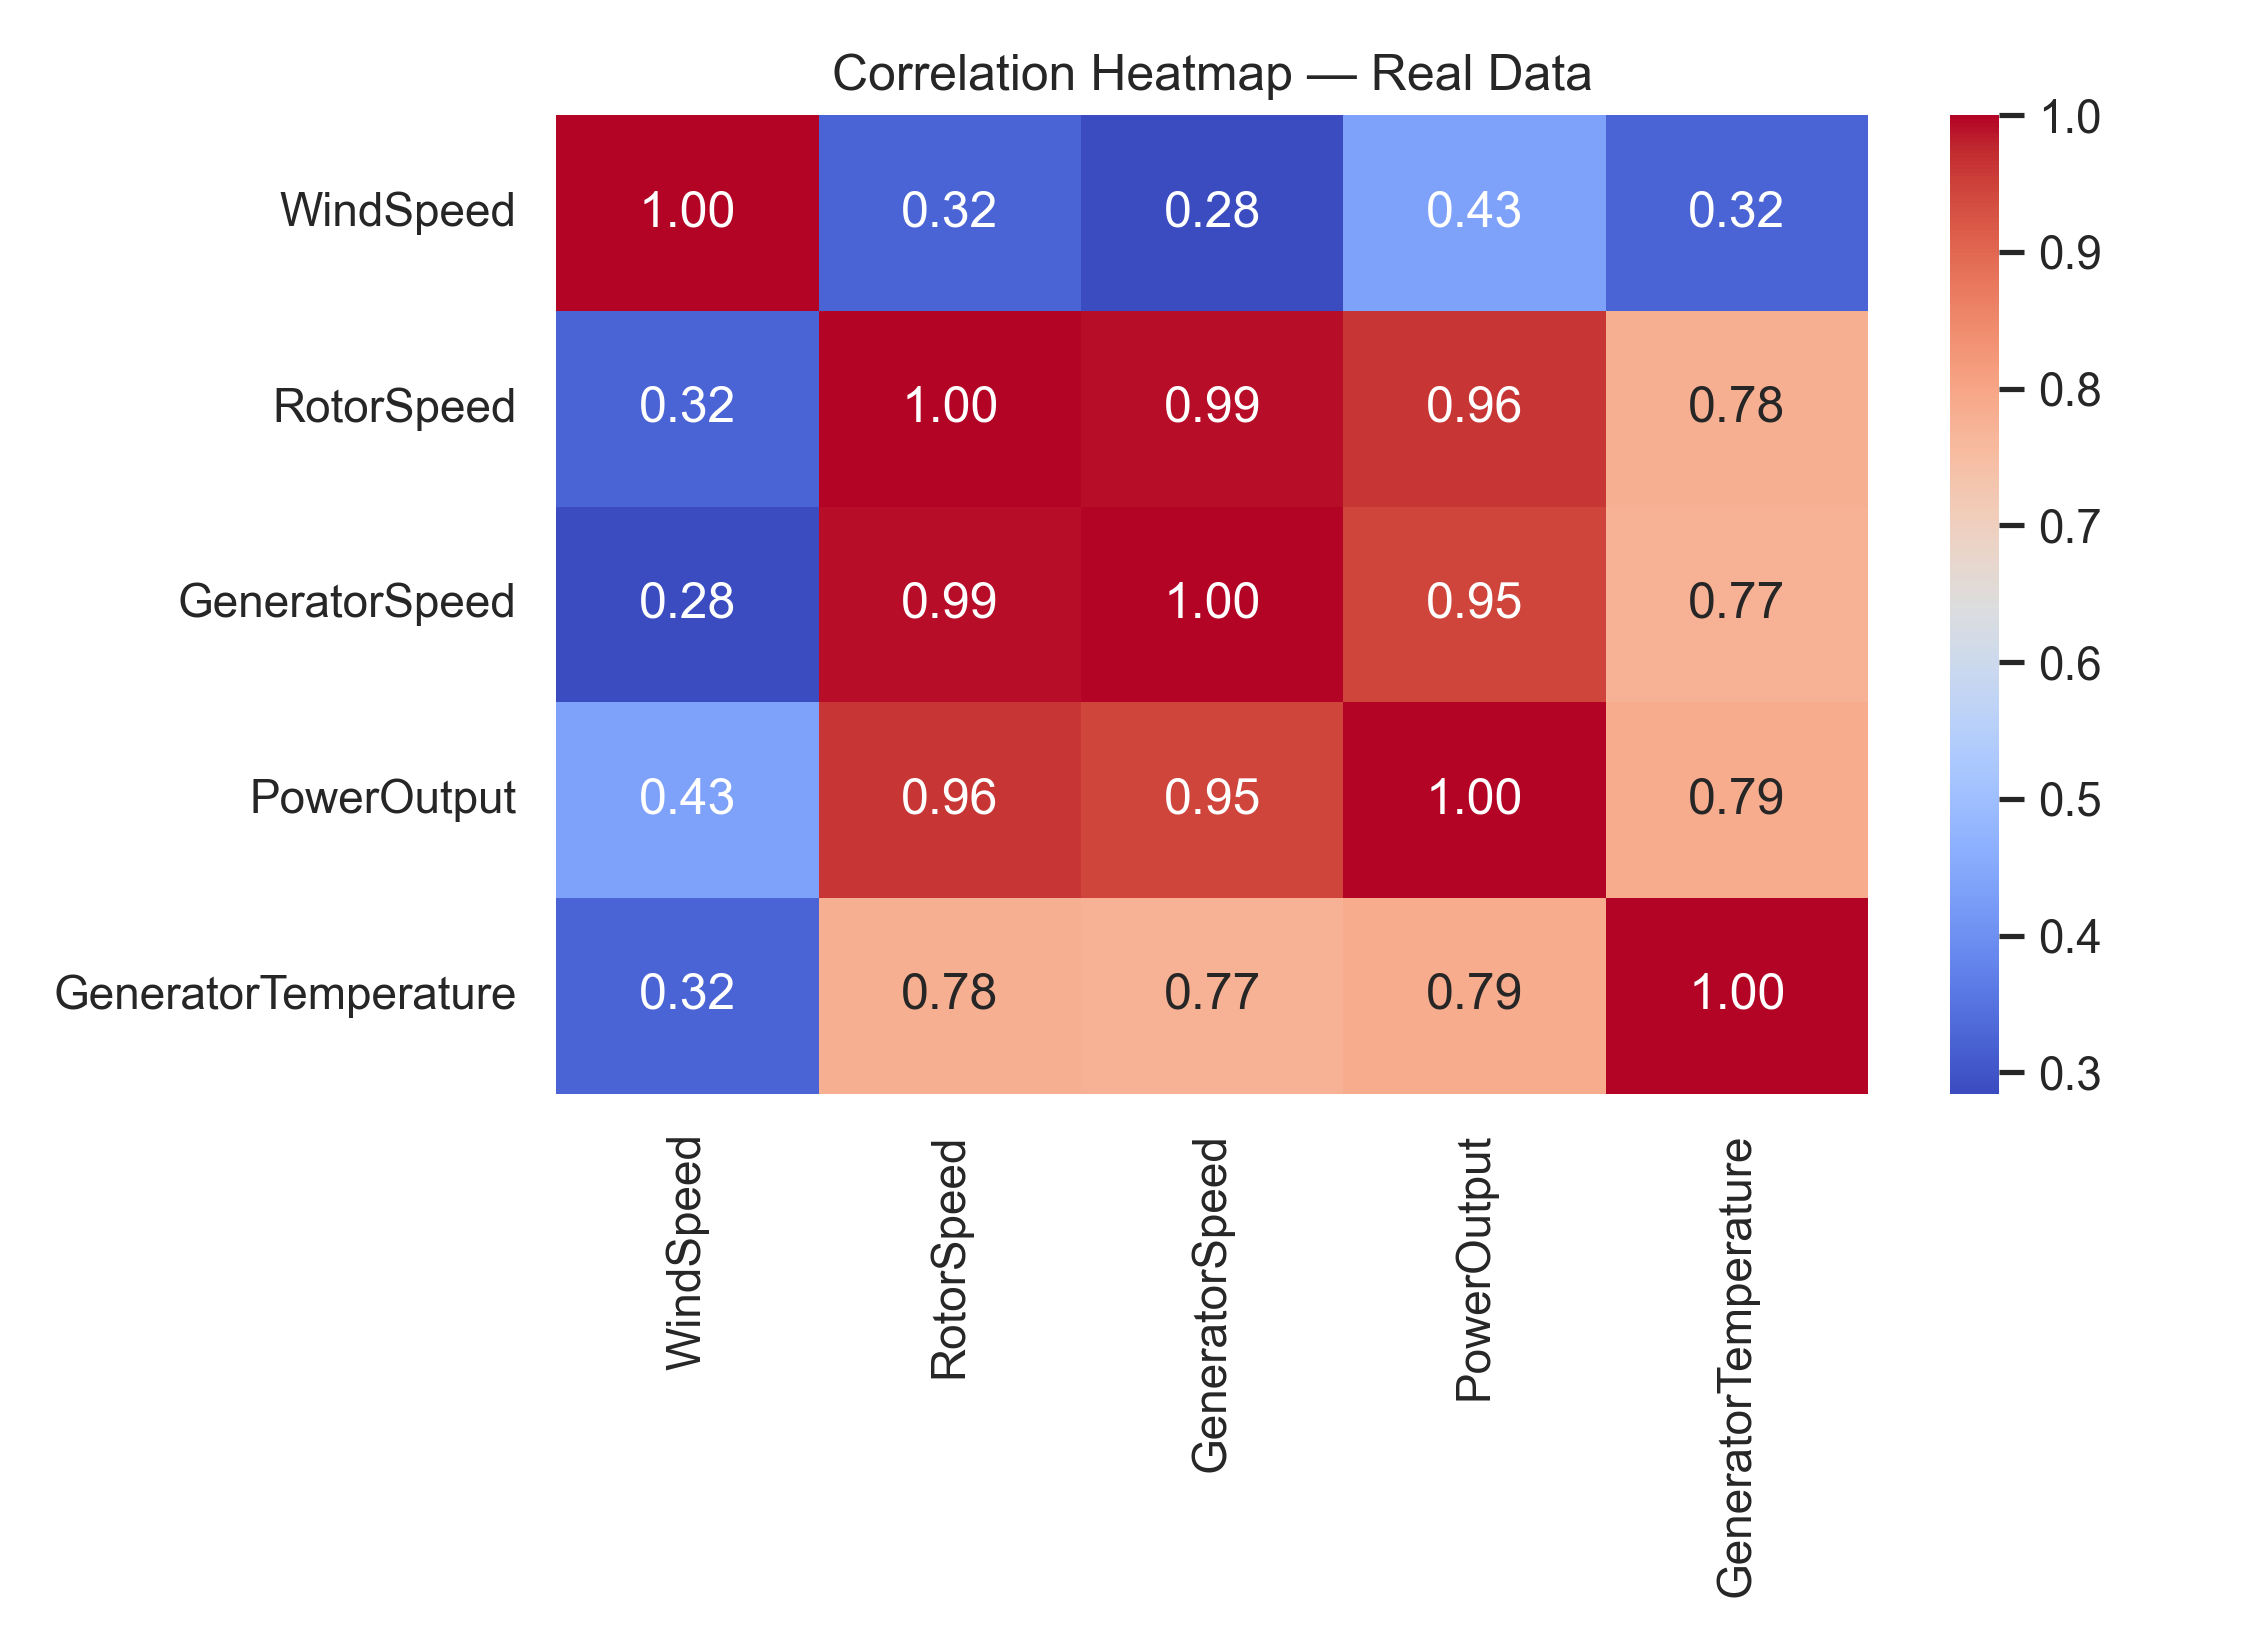 Correlation Heatmap — Real Data
WindSpeed 1.00 0.32 0.28 0.43 0.32
RotorSpeed 0.32 1.00 0.99 0.96 0.78
GeneratorSpeed 0.28 0.99 1.00 0.95 0.77
PowerOutput 0.43 0.96 0.95 1.00 0.79
GeneratorTemperature 0.32 0.78 0.77 0.79 1.00
WindSpeed
RotorSpeed
GeneratorSpeed
PowerOutput
GeneratorTemperature
1.0
0.9
0.8
0.7
0.6
0.5
0.4
0.3